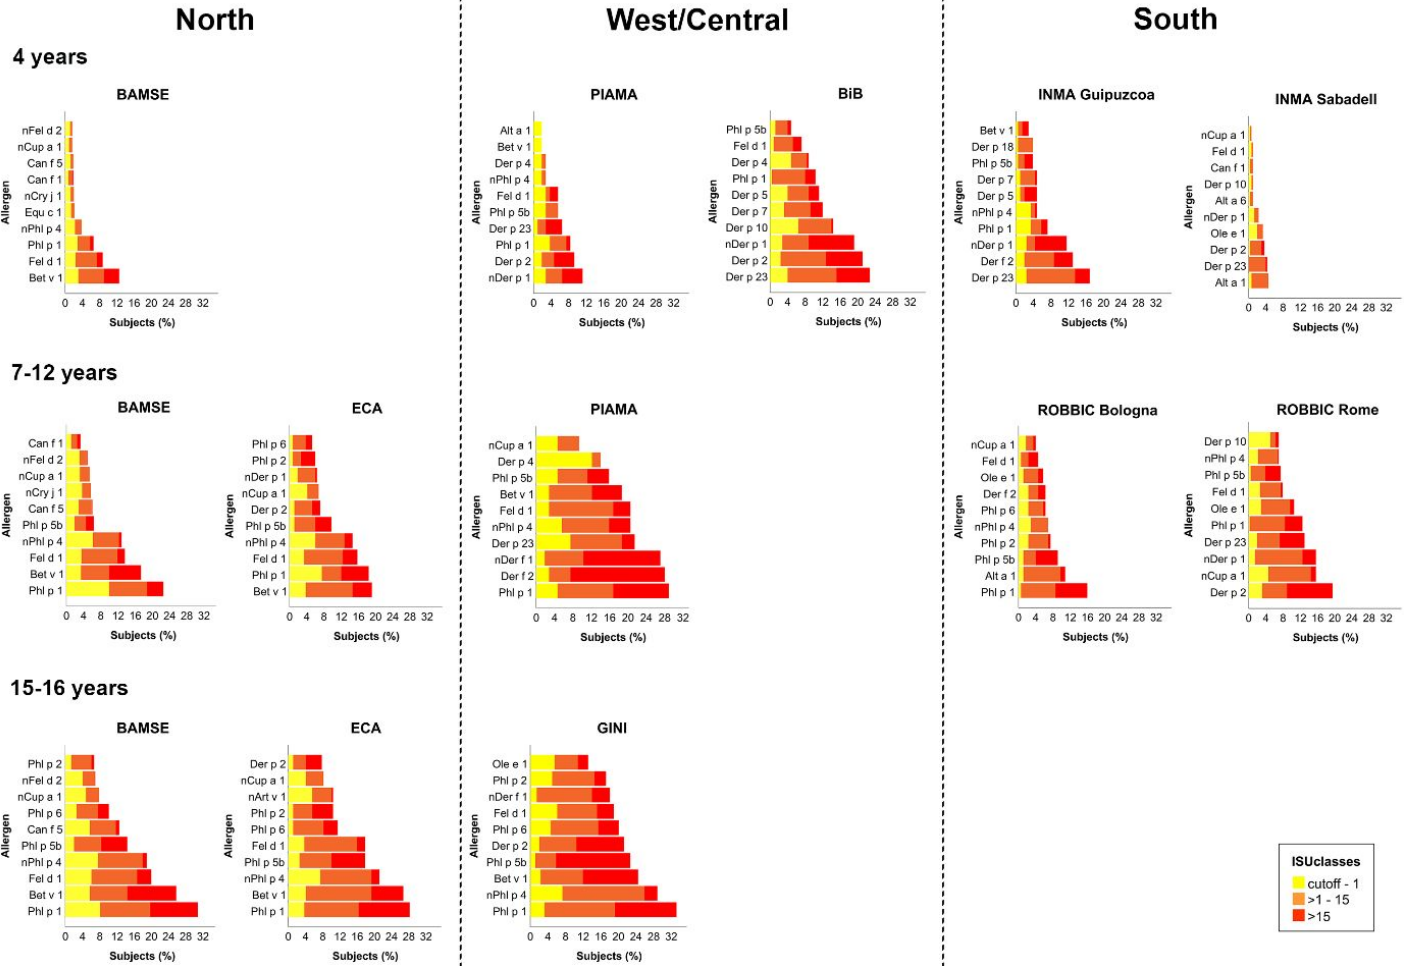 North
West/Central
South
4 years
BAMSE
Allergen
nFel d 2
nCup a 1
Can f 5
Can f 1
nCry j 1
Equ c 1
nPhl p 4
Phl p 1
Fel d 1
Bet v 1
0 4 8 12 16 20 24 28 32
Subjects (%)
PIAMA
Allergen
Alt a 1
Bet v 1
Der p 4
nPhl p 4
Fel d 1
Phl p 5b
Der p 23
Phl p 1
Der p 2
nDer p 1
0 4 8 12 16 20 24 28 32
Subjects (%)
BiB
Allergen
Phl p 5b
Fel d 1
Der p 4
Phl p 1
Der p 5
Der p 7
Der p 10
nDer p 1
Der p 2
Der p 23
0 4 8 12 16 20 24 28 32
Subjects (%)
INMA Guipuzcoa
Allergen
Bet v 1
Der p 18
Phl p 5b
Der p 7
Der p 5
nPhl p 4
Phl p 1
nDer p 1
Der f 2
Der p 23
0 4 8 12 16 20 24 28 32
Subjects (%)
INMA Sabadell
Allergen
nCup a 1
Fel d 1
Can f 1
Der p 10
Alt a 6
nDer p 1
Ole e 1
Der p 2
Der p 23
Alt a 1
0 4 8 12 16 20 24 28 32
Subjects (%)
7-12 years
BAMSE
Allergen
Can f 1
nFel d 2
nCup a 1
nCry j 1
Can f 5
Phl p 5b
nPhl p 4
Fel d 1
Bet v 1
Phl p 1
0 4 8 12 16 20 24 28 32
Subjects (%)
ECA
Allergen
Phl p 6
Phl p 2
nDer p 1
nCup a 1
Der p 2
Phl p 5b
nPhl p 4
Fel d 1
Phl p 1
Bet v 1
0 4 8 12 16 20 24 28 32
Subjects (%)
PIAMA
Allergen
nCup a 1
Der p 4
Phl p 5b
Bet v 1
Fel d 1
nPhl p 4
Der p 23
nDer f 1
Der f 2
Phl p 1
0 4 8 12 16 20 24 28 32
Subjects (%)
ROBBIC Bologna
Allergen
nCup a 1
Fel d 1
Ole e 1
Der f 2
Phl p 6
nPhl p 4
Phl p 2
Phl p 5b
Alt a 1
Phl p 1
0 4 8 12 16 20 24 28 32
Subjects (%)
ROBBIC Rome
Allergen
Der p 10
nPhl p 4
Phl p 5b
Fel d 1
Ole e 1
Phl p 1
Der p 23
nDer p 1
nCup a 1
Der p 2
0 4 8 12 16 20 24 28 32
Subjects (%)
15-16 years
BAMSE
Allergen
Phl p 2
nFel d 2
nCup a 1
Phl p 6
Can f 5
Phl p 5b
nPhl p 4
Fel d 1
Bet v 1
Phl p 1
0 4 8 12 16 20 24 28 32
Subjects (%)
ECA
Allergen
Der p 2
nCup a 1
nArt v 1
Phl p 2
Phl p 6
Fel d 1
Phl p 5b
nPhl p 4
Bet v 1
Phl p 1
0 4 8 12 16 20 24 28 32
Subjects (%)
GINI
Allergen
Ole e 1
Phl p 2
nDer f 1
Fel d 1
Phl p 6
Der p 2
Phl p 5b
Bet v 1
nPhl p 4
Phl p 1
0 4 8 12 16 20 24 28 32
Subjects (%)
ISUclasses
cutoff - 1
>1 - 15
>15